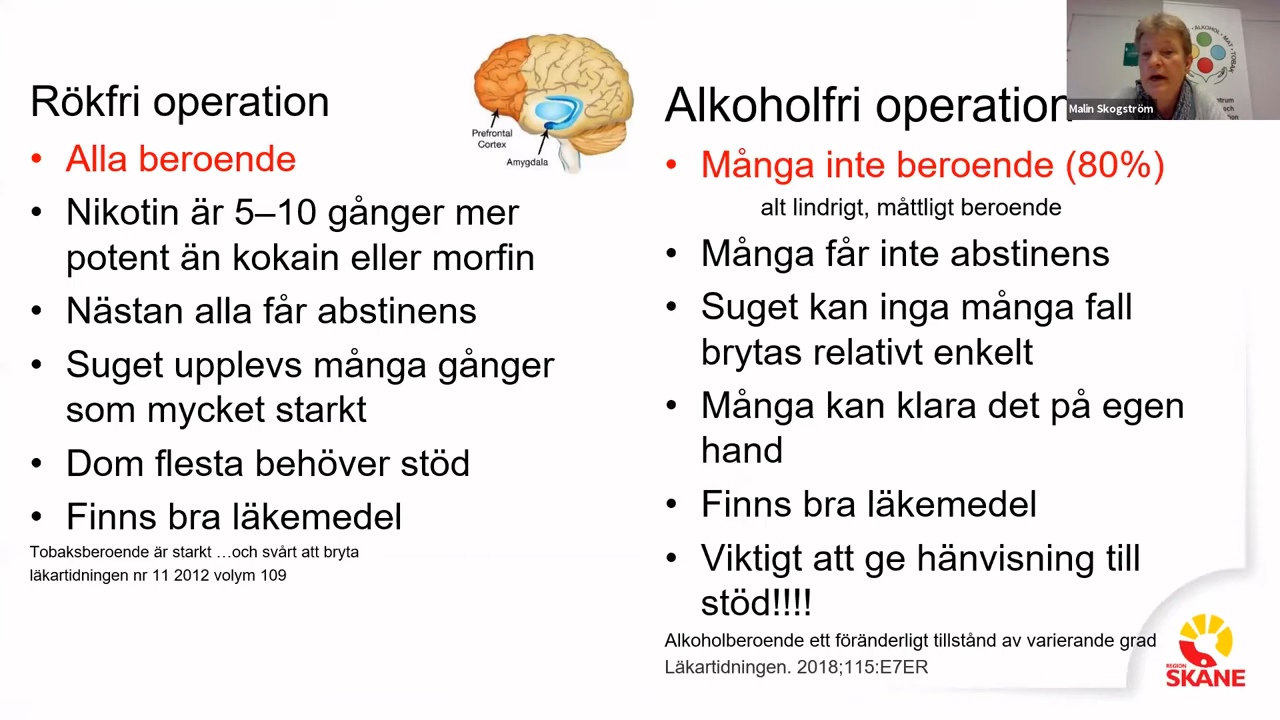 Rökfri operation
Prefrontal
Cortex
Amygdala
• Alla beroende
• Nikotin är 5–10 gånger mer
potent än kokain eller morfin
• Nästan alla får abstinens
• Suget upplevs många gånger
som mycket starkt
• Dom flesta behöver stöd
• Finns bra läkemedel
Tobaksberoende är starkt …och svårt att bryta
läkartidningen nr 11 2012 volym 109
Alkoholfri operation
• Många inte beroende (80%)
alt lindrigt, måttligt beroende
• Många får inte abstinens
• Suget kan inga många fall
brytas relativt enkelt
• Många kan klara det på egen
hand
• Finns bra läkemedel
• Viktigt att ge hänvisning till
stöd!!!!
Alkoholberoende ett föränderligt tillstånd av varierande grad
Läkartidningen. 2018;115:E7ER
Malin Skogström
ALKOHOL • MAT • TOBAK
och
REGION
SKÅNE